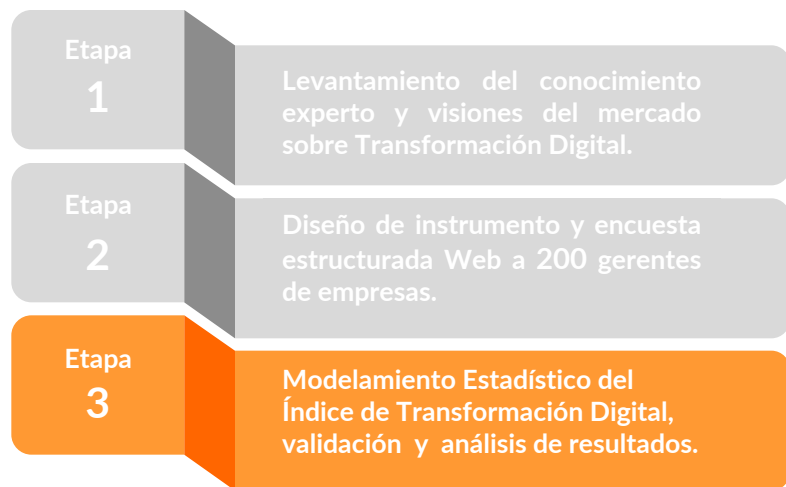 Etapa
1
Levantamiento del conocimiento
experto y visiones del mercado
sobre Transformación Digital.
Etapa
2
Diseño de instrumento y encuesta
estructurada Web a 200 gerentes
de empresas.
Etapa
3
Modelamiento Estadístico del
Índice de Transformación Digital,
validación y análisis de resultados.